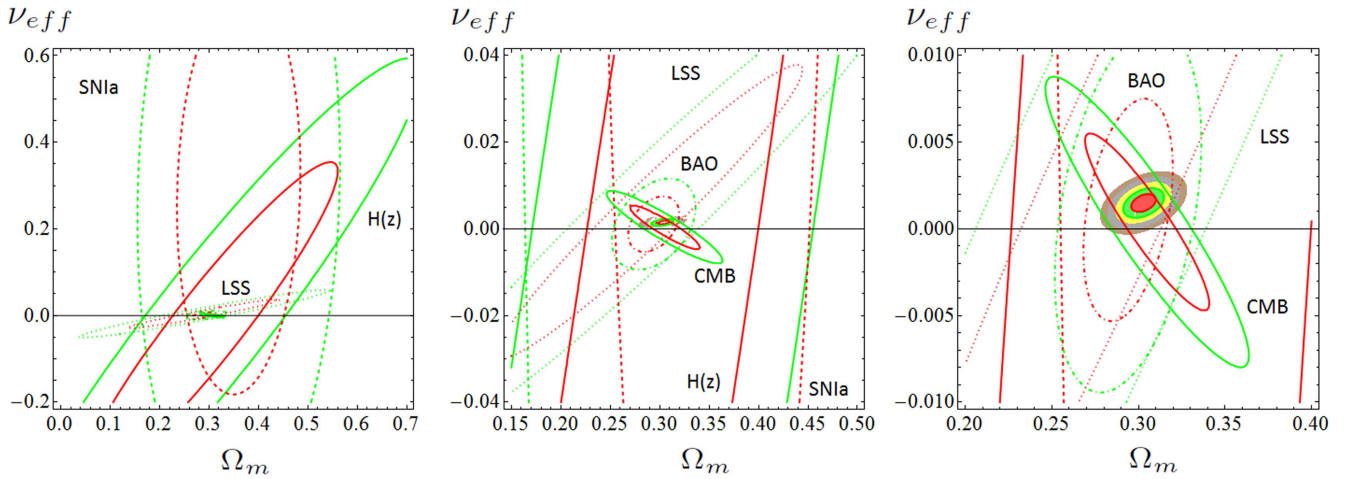 ν_eff
0.6
0.4
0.2
0.0
−0.2
0.0 0.1 0.2 0.3 0.4 0.5 0.6 0.7
SNIa
H(z)
LSS
Ω_m
ν_eff
0.04
0.02
0.00
−0.02
−0.04
0.15 0.20 0.25 0.30 0.35 0.40 0.45 0.50
LSS
BAO
CMB
H(z)
SNIa
Ω_m
ν_eff
0.010
0.005
0.000
−0.005
−0.010
0.20 0.25 0.30 0.35 0.40
BAO
LSS
CMB
Ω_m